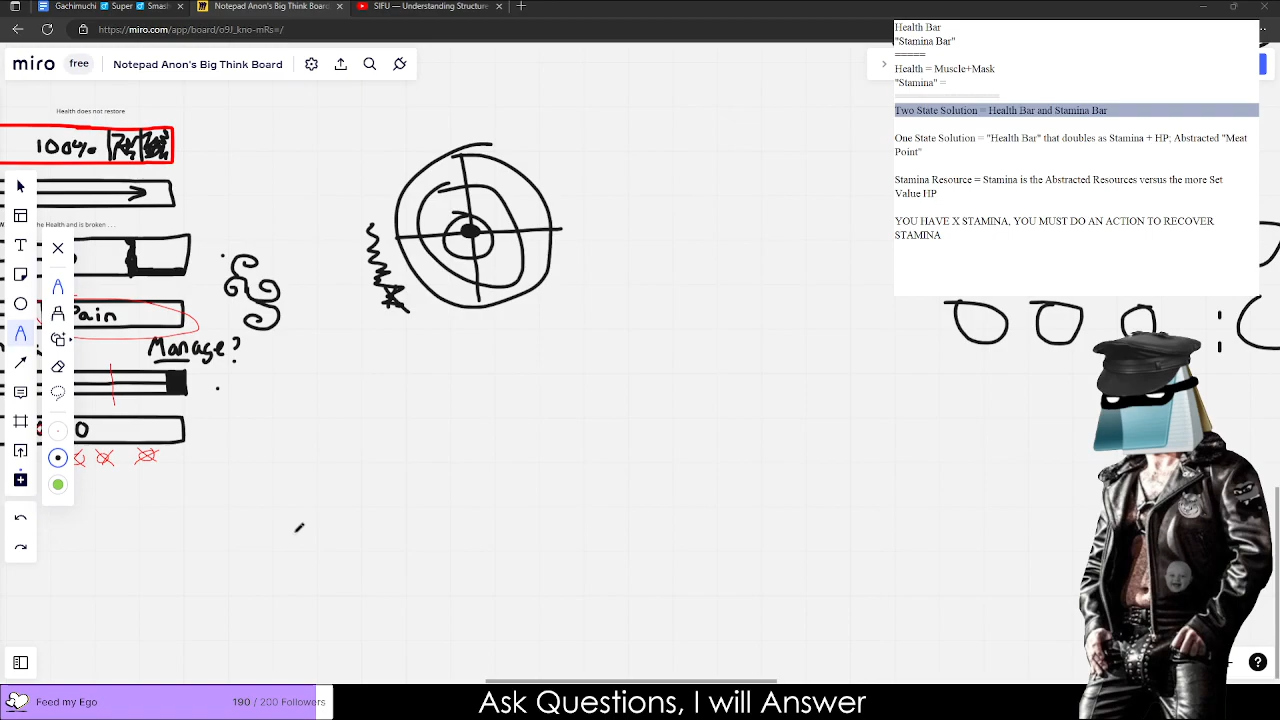 Gachimuchi Super Smash
Notepad Anon's Big Think Board
SIFU — Understanding Structure
https://miro.com/app/board/o9J_kno-mRs=/
miro free Notepad Anon's Big Think Board
Health does not restore
100%
the Health and is broken . . .
Pain
Manage?
Health Bar
"Stamina Bar"
=====
Health = Muscle+Mask
"Stamina" =
Two State Solution = Health Bar and Stamina Bar
One State Solution = "Health Bar" that doubles as Stamina + HP; Abstracted "Meat
Point"
Stamina Resource = Stamina is the Abstracted Resources versus the more Set
Value HP
YOU HAVE X STAMINA, YOU MUST DO AN ACTION TO RECOVER
STAMINA
Feed my Ego 190 / 200 Followers
Ask Questions, I will Answer